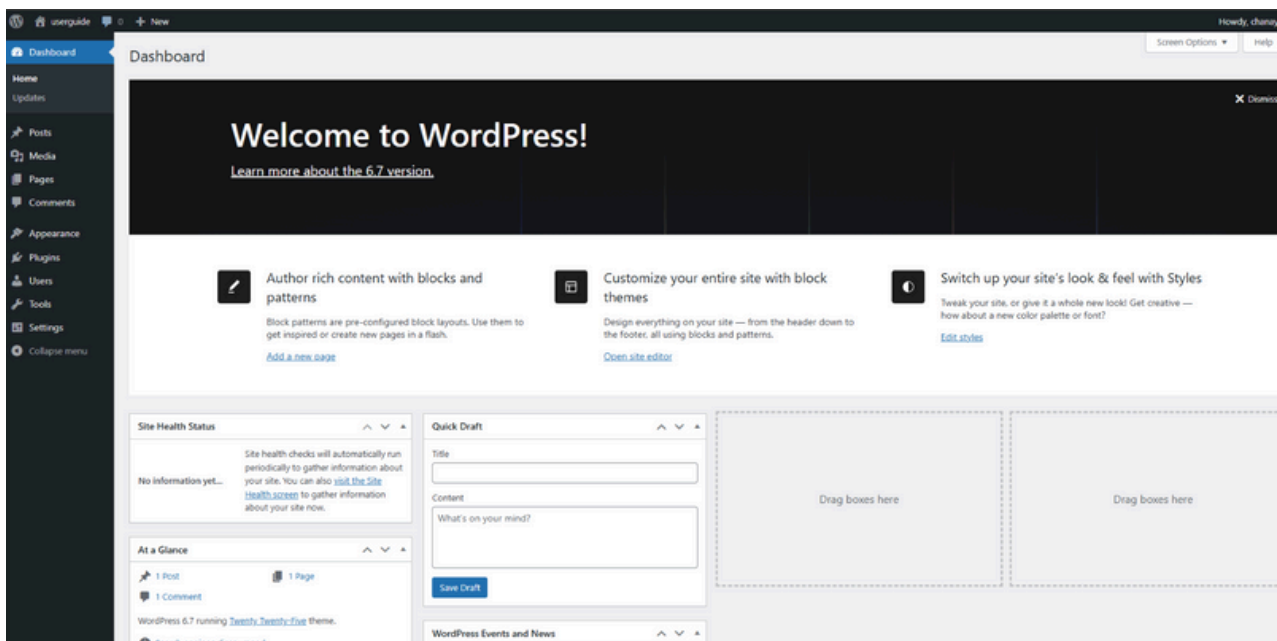 userguide 0 + New
Howdy, chanay
Dashboard
Home
Updates
Posts
Media
Pages
Comments
Appearance
Plugins
Users
Tools
Settings
Collapse menu
Screen Options ▼ Help
Dashboard
Dismiss
Welcome to WordPress!
Learn more about the 6.7 version.
Author rich content with blocks and
patterns
Block patterns are pre-configured block layouts. Use them to
get inspired or create new pages in a flash.
Add a new page
Customize your entire site with block
themes
Design everything on your site — from the header down to
the footer, all using blocks and patterns.
Open site editor
Switch up your site's look & feel with Styles
Tweak your site, or give it a whole new look! Get creative —
how about a new color palette or font?
Edit styles
Site Health Status
No information yet...
Site health checks will automatically run
periodically to gather information about
your site. You can also visit the Site
Health screen to gather information
about your site now.
At a Glance
1 Post 1 Page
1 Comment
WordPress 6.7 running Twenty Twenty-Five theme.
Quick Draft
Title
Content
What's on your mind?
Save Draft
WordPress Events and News
Drag boxes here
Drag boxes here